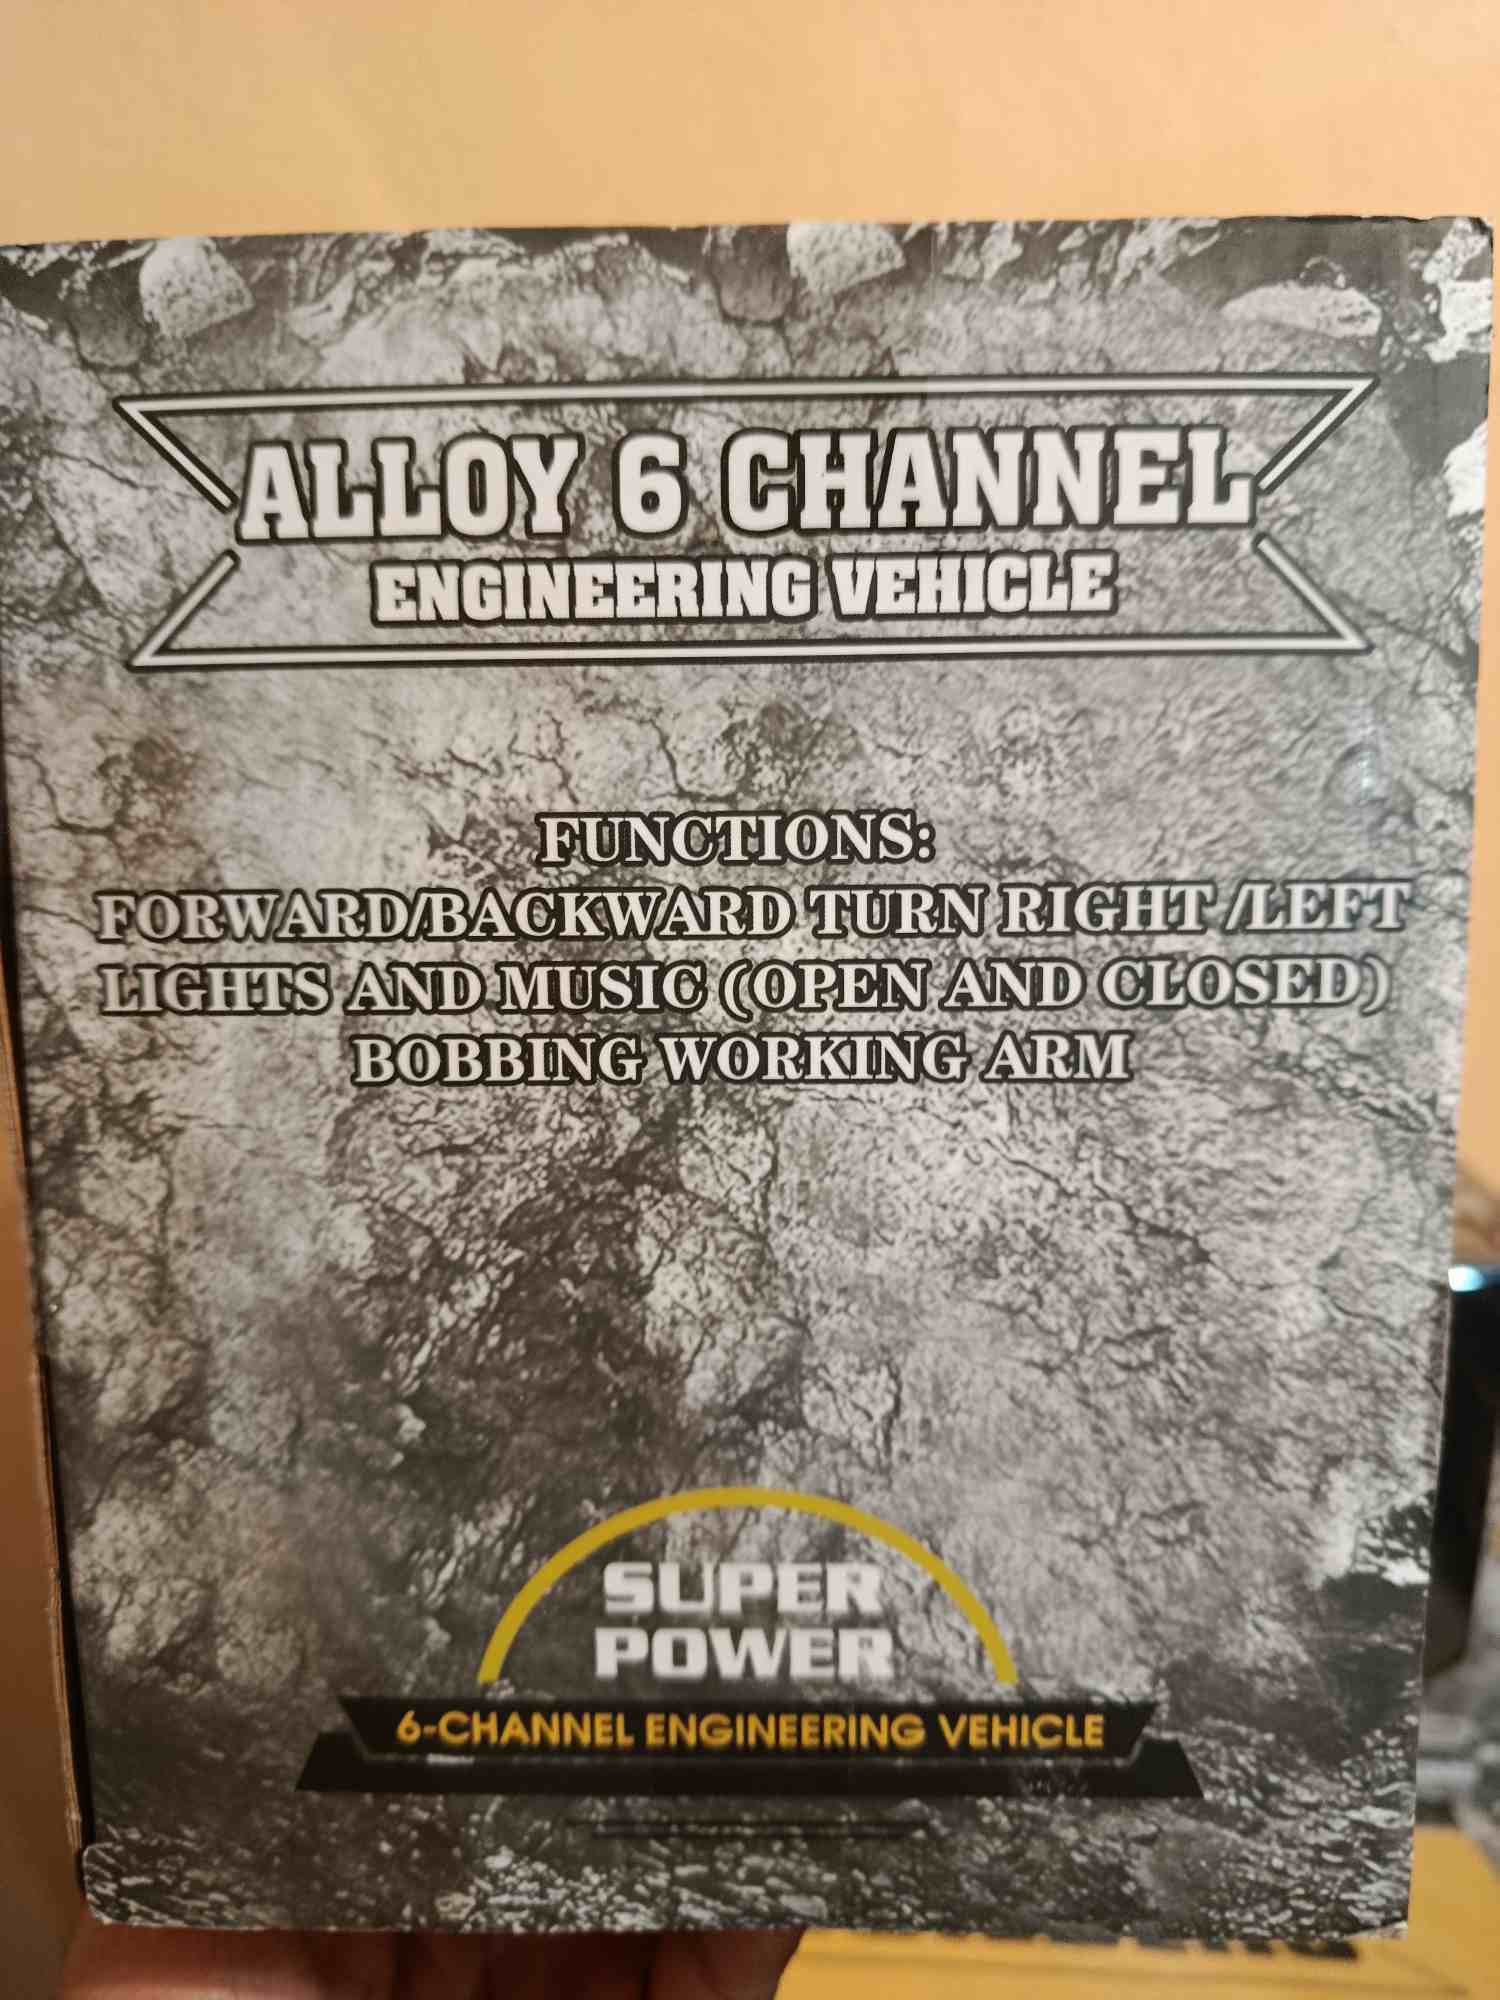 ALLOY 6 CHANNEL
ENGINEERING VEHICLE
FUNCTIONS:
FORWARD/BACKWARD TURN RIGHT /LEFT
LIGHTS AND MUSIC (OPEN AND CLOSED)
BOBBING WORKING ARM
SUPER
POWER
6-CHANNEL ENGINEERING VEHICLE